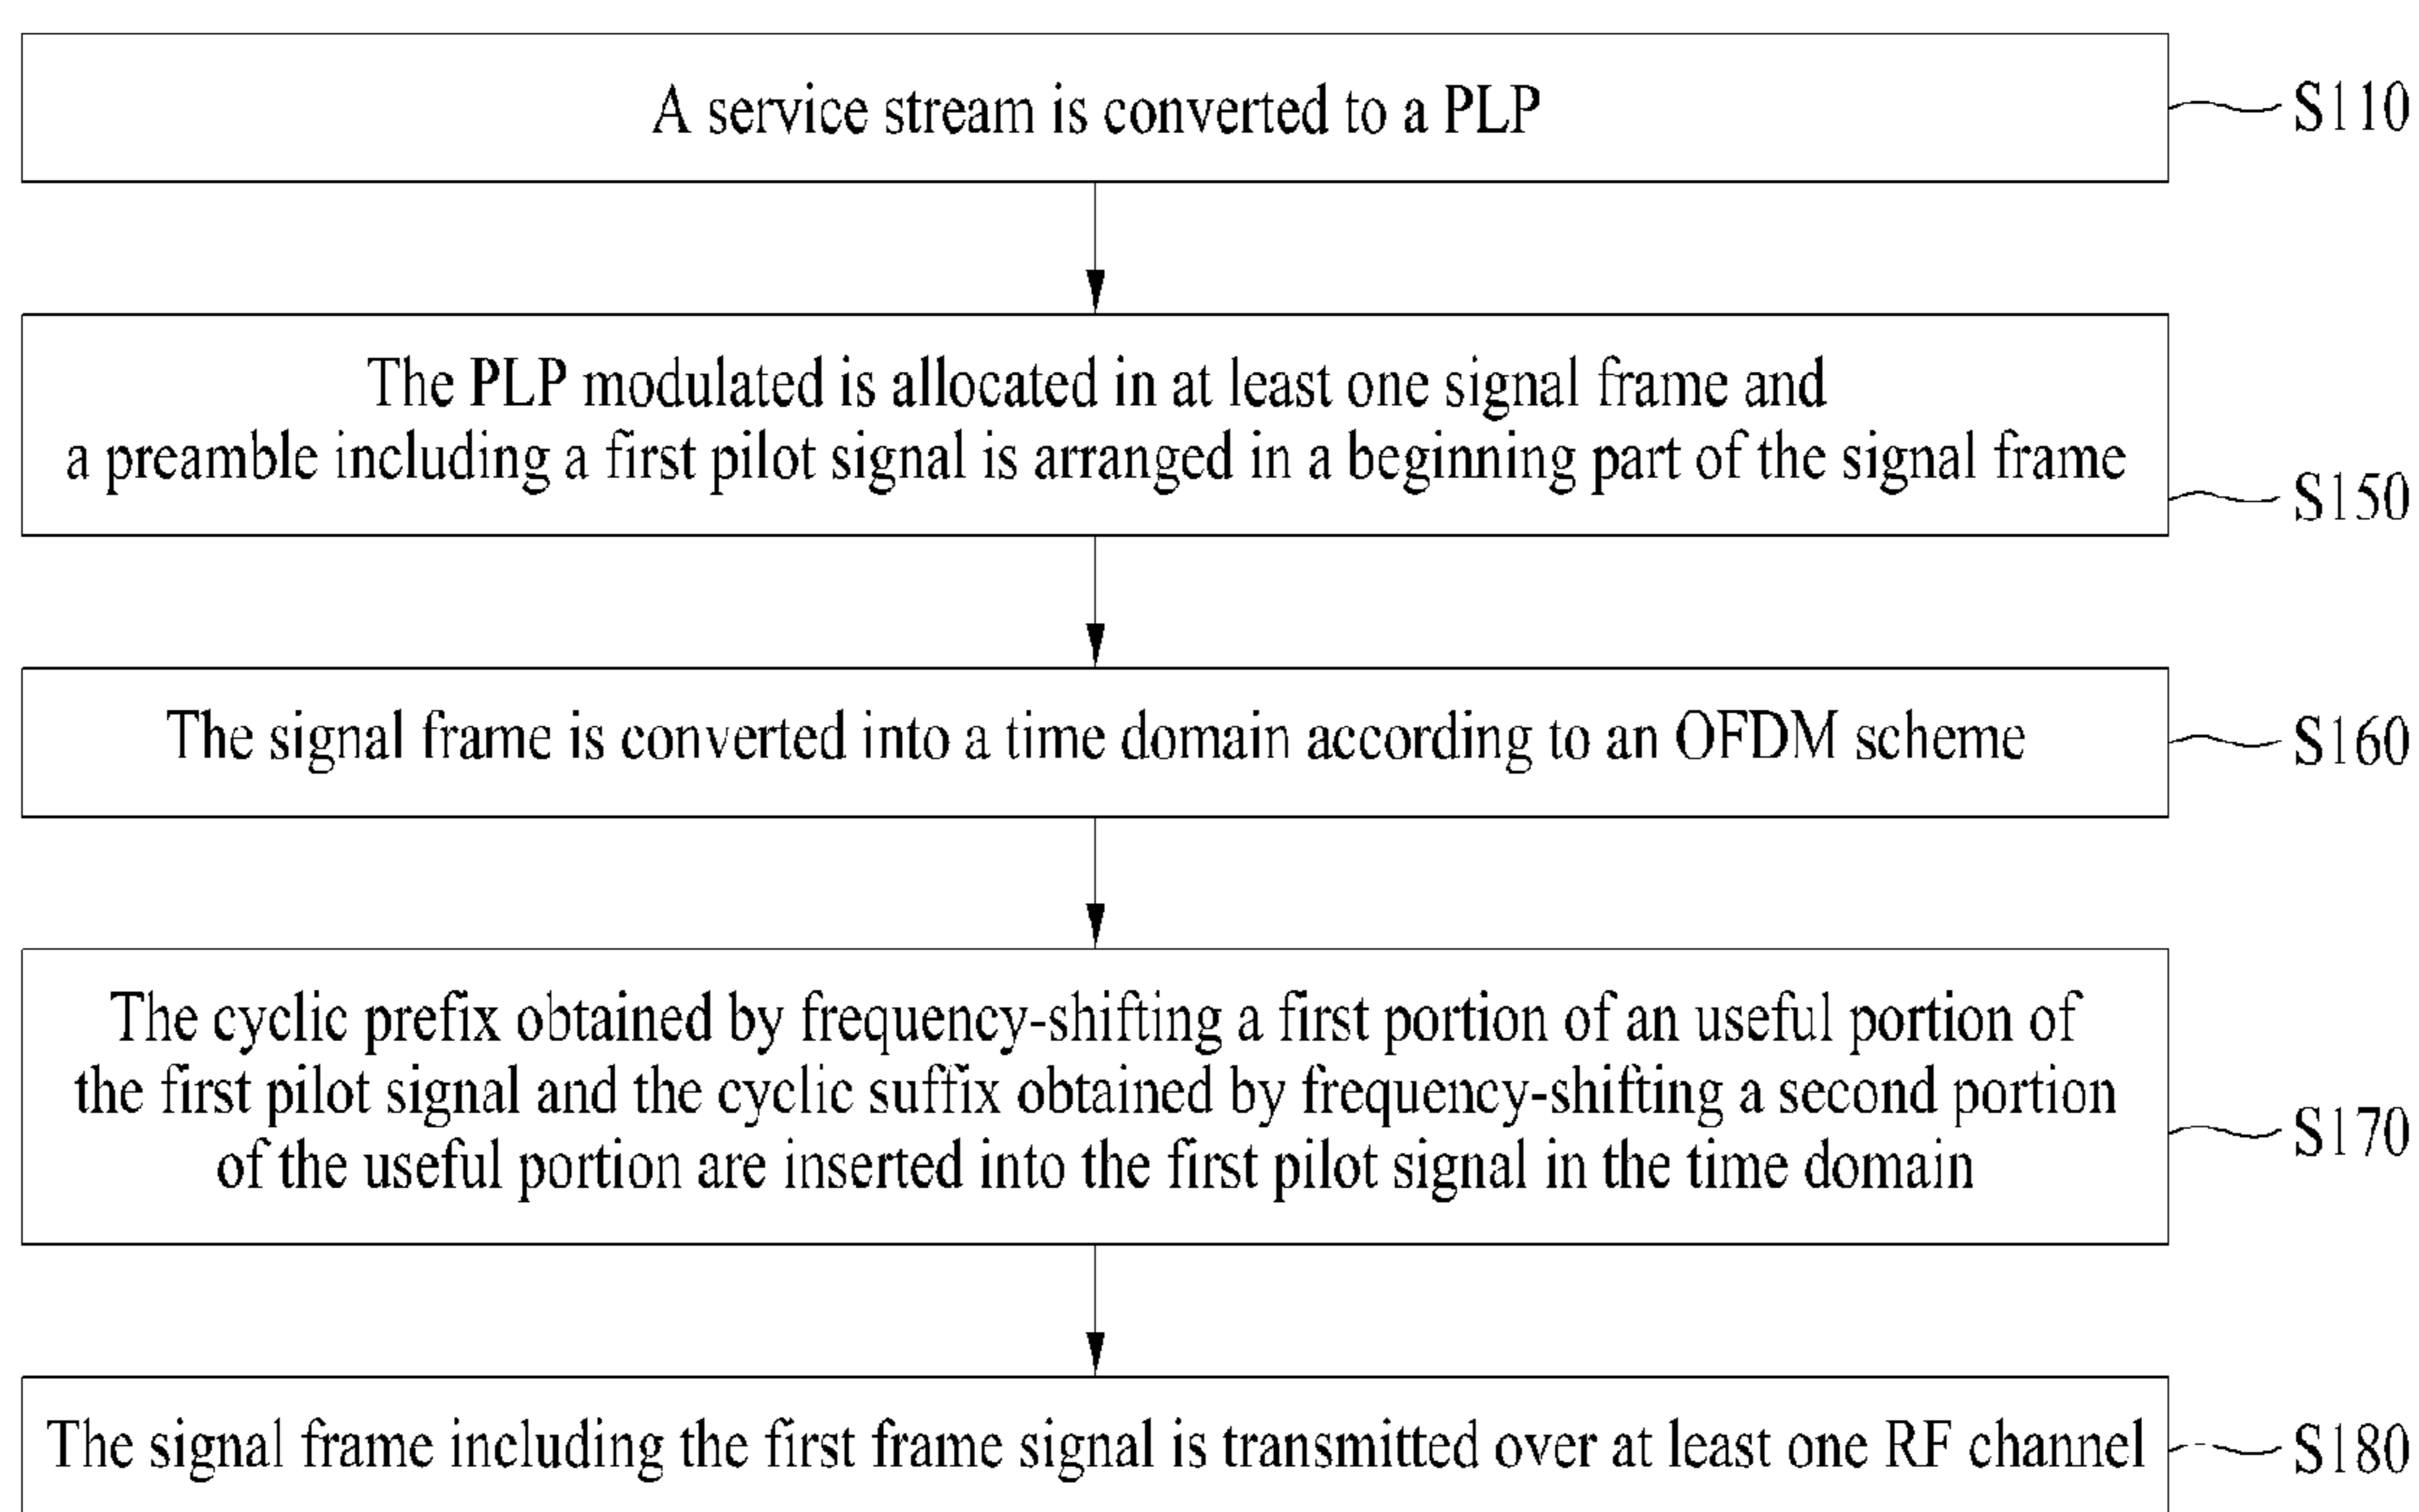 A service stream is converted to a PLP
S110
The PLP modulated is allocated in at least one signal frame and
a preamble including a first pilot signal is arranged in a beginning part of the signal frame
S150
The signal frame is converted into a time domain according to an OFDM scheme
S160
The cyclic prefix obtained by frequency-shifting a first portion of an useful portion of
the first pilot signal and the cyclic suffix obtained by frequency-shifting a second portion
of the useful portion are inserted into the first pilot signal in the time domain
S170
The signal frame including the first frame signal is transmitted over at least one RF channel
S180